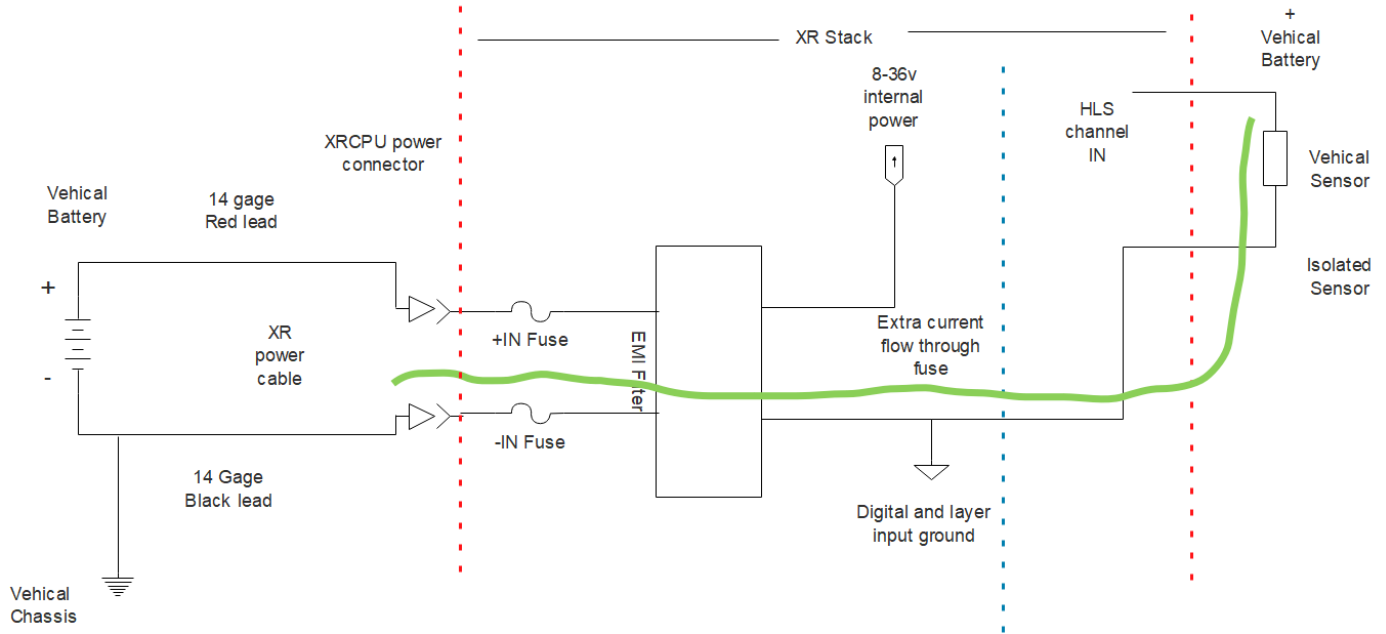 XR Stack
+
Vehical
Battery
8-36v
internal
power
HLS
channel
IN
XRCPU power
connector
Vehical
Sensor
Vehical
Battery
14 gage
Red lead
Isolated
Sensor
+
-
XR
power
cable
+IN Fuse
EMI Filter
Extra current
flow through
fuse
-IN Fuse
14 Gage
Black lead
Digital and layer
input ground
Vehical
Chassis